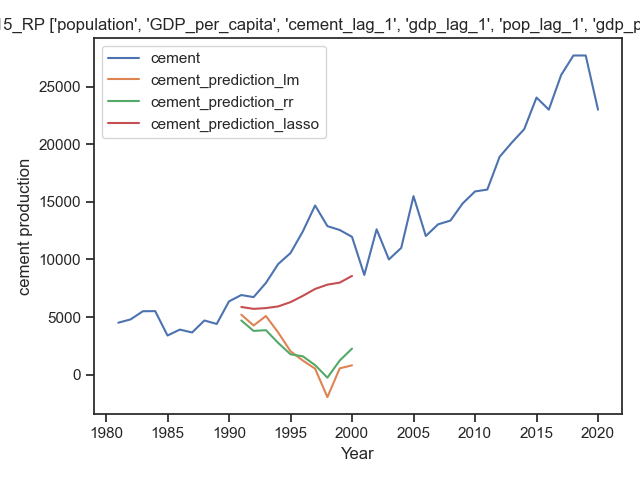 15_RP ['population', 'GDP_per_capita', 'cement_lag_1', 'gdp_lag_1', 'pop_lag_1', 'gdp_p
cement
cement_prediction_lm
cement_prediction_rr
cement_prediction_lasso
cement production
25000
20000
15000
10000
5000
0
1980 1985 1990 1995 2000 2005 2010 2015 2020
Year